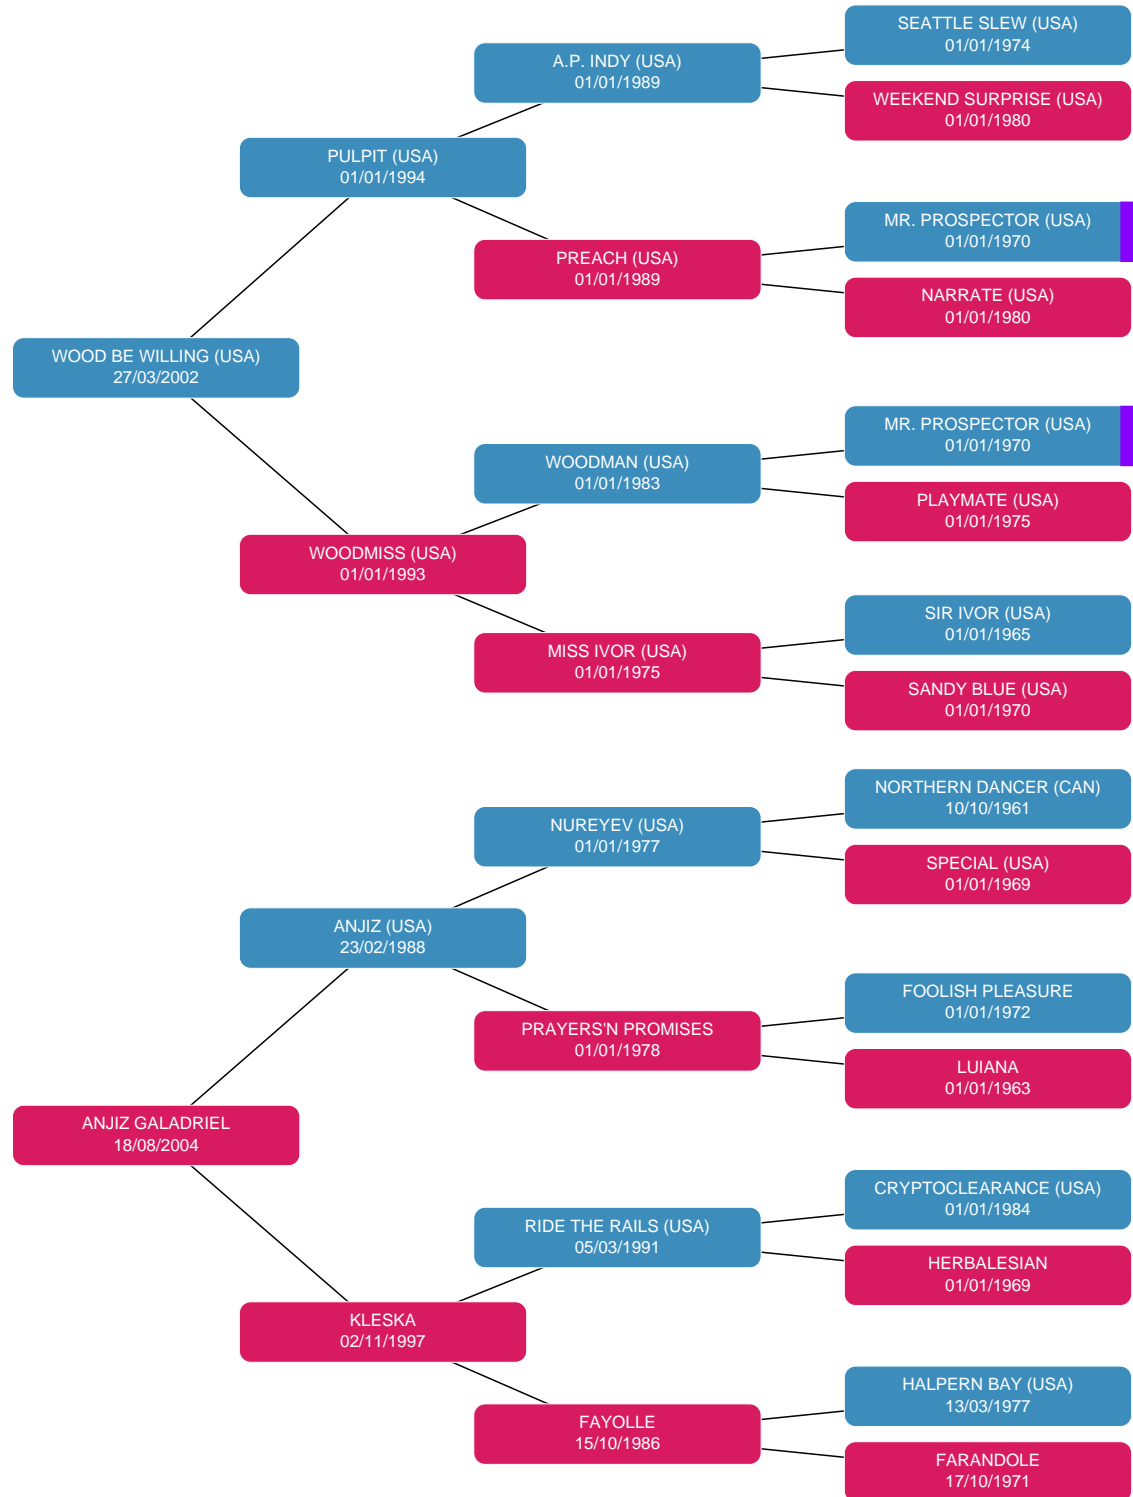 SEATTLE SLEW (USA)
01/01/1974
A.P. INDY (USA)
01/01/1989
WEEKEND SURPRISE (USA)
01/01/1980
PULPIT (USA)
01/01/1994
MR. PROSPECTOR (USA)
01/01/1970
PREACH (USA)
01/01/1989
NARRATE (USA)
01/01/1980
WOOD BE WILLING (USA)
27/03/2002
MR. PROSPECTOR (USA)
01/01/1970
WOODMAN (USA)
01/01/1983
PLAYMATE (USA)
01/01/1975
WOODMISS (USA)
01/01/1993
SIR IVOR (USA)
01/01/1965
MISS IVOR (USA)
01/01/1975
SANDY BLUE (USA)
01/01/1970
NORTHERN DANCER (CAN)
10/10/1961
NUREYEV (USA)
01/01/1977
SPECIAL (USA)
01/01/1969
ANJIZ (USA)
23/02/1988
FOOLISH PLEASURE
01/01/1972
PRAYERS'N PROMISES
01/01/1978
LUIANA
01/01/1963
ANJIZ GALADRIEL
18/08/2004
CRYPTOCLEARANCE (USA)
01/01/1984
RIDE THE RAILS (USA)
05/03/1991
HERBALESIAN
01/01/1969
KLESKA
02/11/1997
HALPERN BAY (USA)
13/03/1977
FAYOLLE
15/10/1986
FARANDOLE
17/10/1971